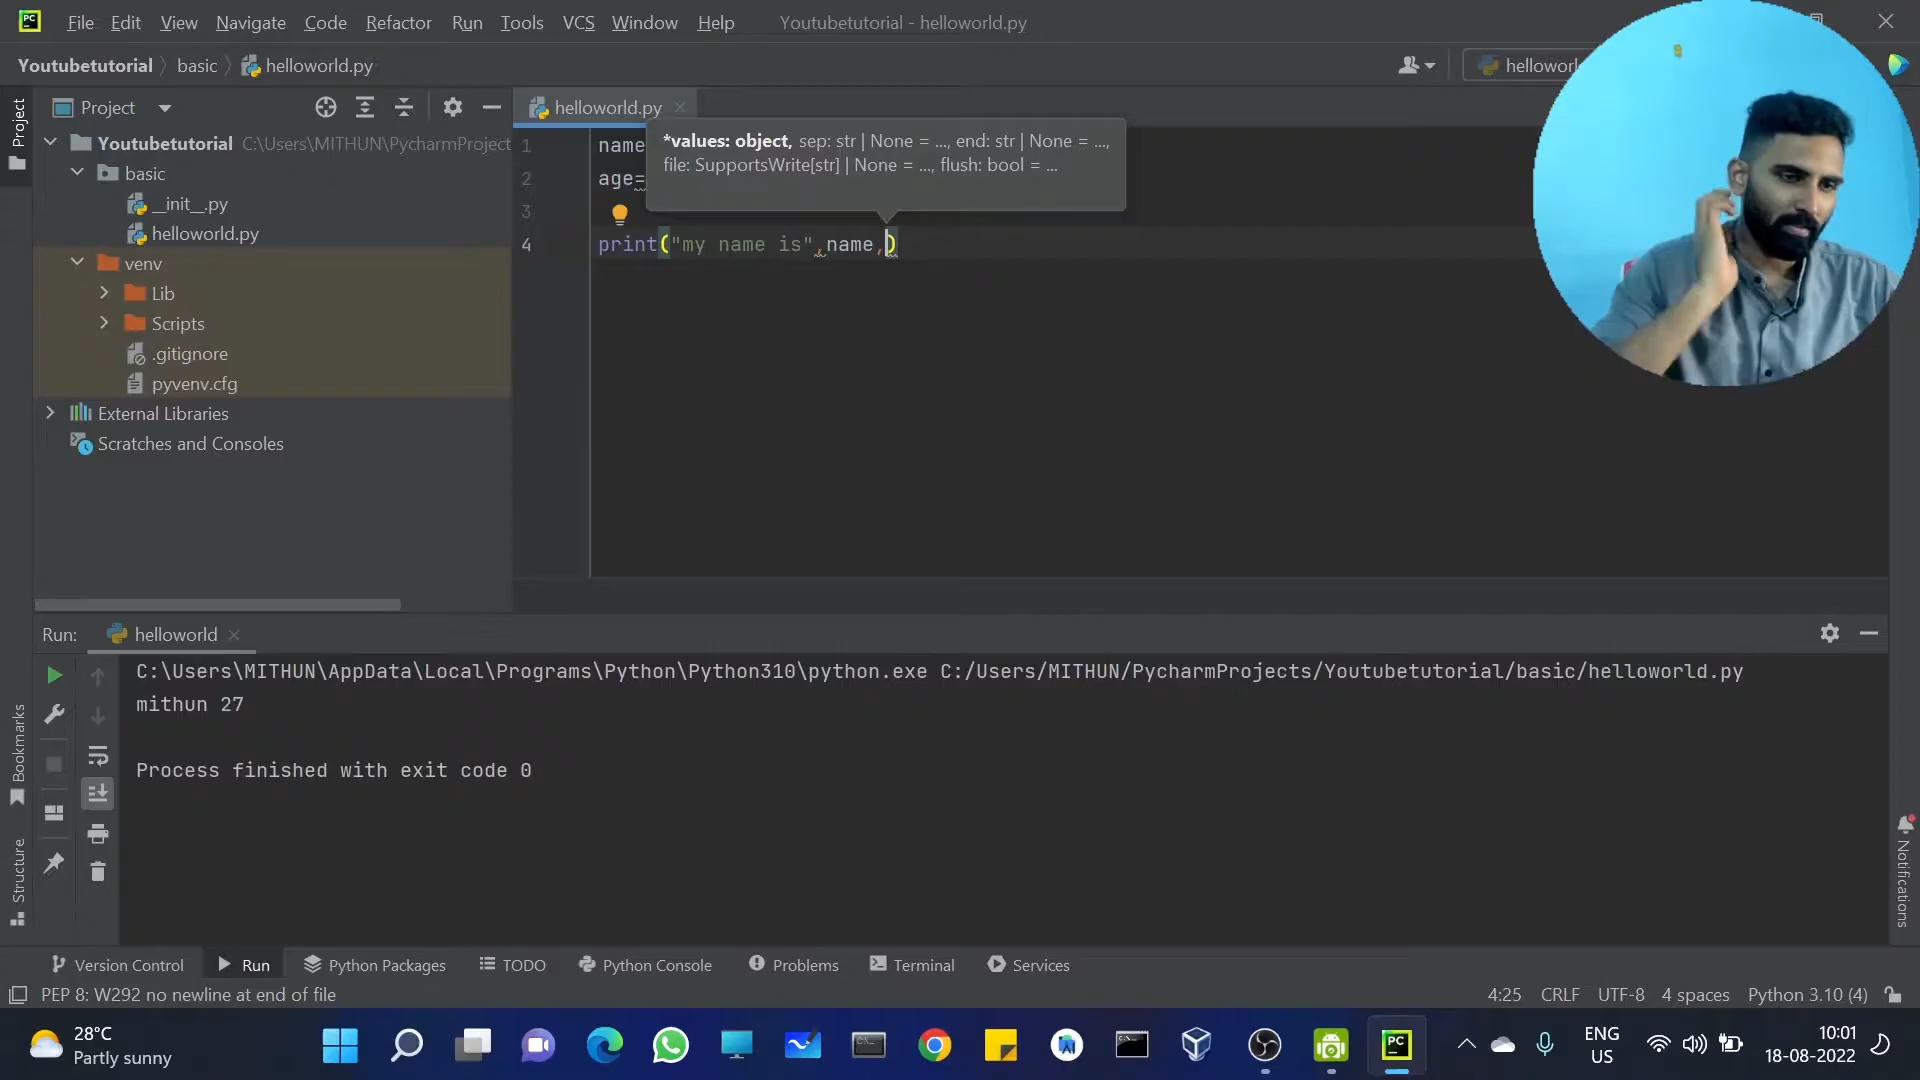 PC File Edit View Navigate Code Refactor Run Tools VCS Window Help Youtubetutorial - helloworld.py
Youtubetutorial basic helloworld.py
Project
helloworld.py
Youtubetutorial C:\Users\MITHUN\PycharmProject
basic
__init__.py
helloworld.py
venv
Lib
Scripts
.gitignore
pyvenv.cfg
External Libraries
Scratches and Consoles
Project
Bookmarks
Structure
1 name
2 age=
3
4 print("my name is",name,)
*values: object, sep: str | None = ..., end: str | None = ...,
file: SupportsWrite[str] | None = ..., flush: bool = ...
Run: helloworld
C:\Users\MITHUN\AppData\Local\Programs\Python\Python310\python.exe C:/Users/MITHUN/PycharmProjects/Youtubetutorial/basic/helloworld.py
mithun 27
Process finished with exit code 0
Notifications
Version Control Run Python Packages TODO Python Console Problems Terminal Services
PEP 8: W292 no newline at end of file 4:25 CRLF UTF-8 4 spaces Python 3.10 (4)
28°C
Partly sunny
PC
ENG
US
10:01
18-08-2022